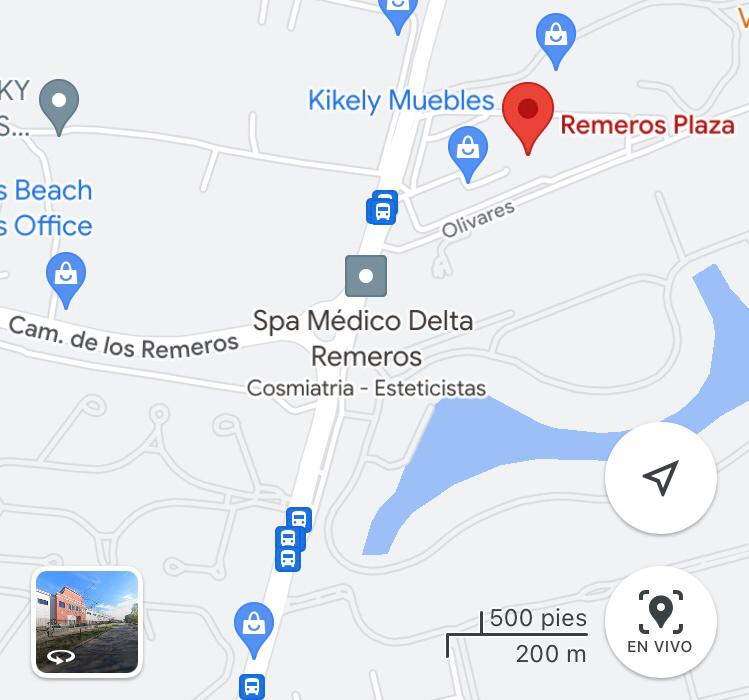 KY
S...
Kikely Muebles
Remeros Plaza
s Beach
s Office
Olivares
Cam. de los Remeros
Spa Médico Delta
Remeros
Cosmiatria - Esteticistas
500 pies
200 m
EN VIVO